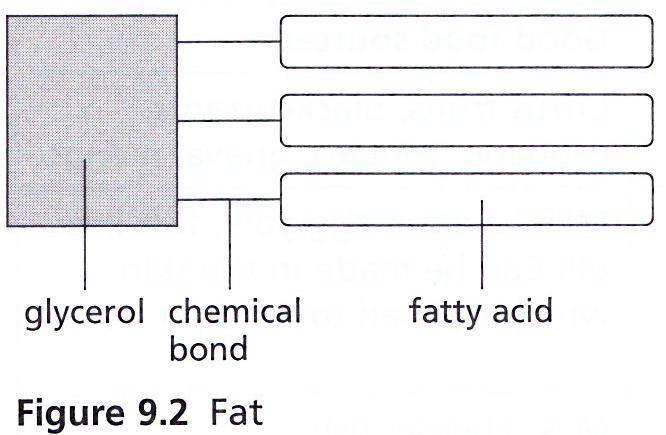 glycerol chemical bond fatty acid
Figure 9.2 Fat